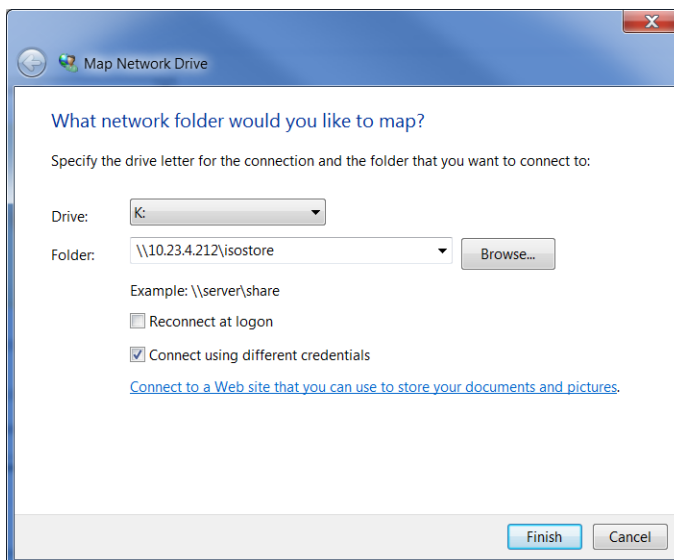 Map Network Drive
What network folder would you like to map?
Specify the drive letter for the connection and the folder that you want to connect to:
Drive: K:
Folder: \\10.23.4.212\isostore Browse...
Example: \\server\share
Reconnect at logon
Connect using different credentials
Connect to a Web site that you can use to store your documents and pictures.
Finish Cancel